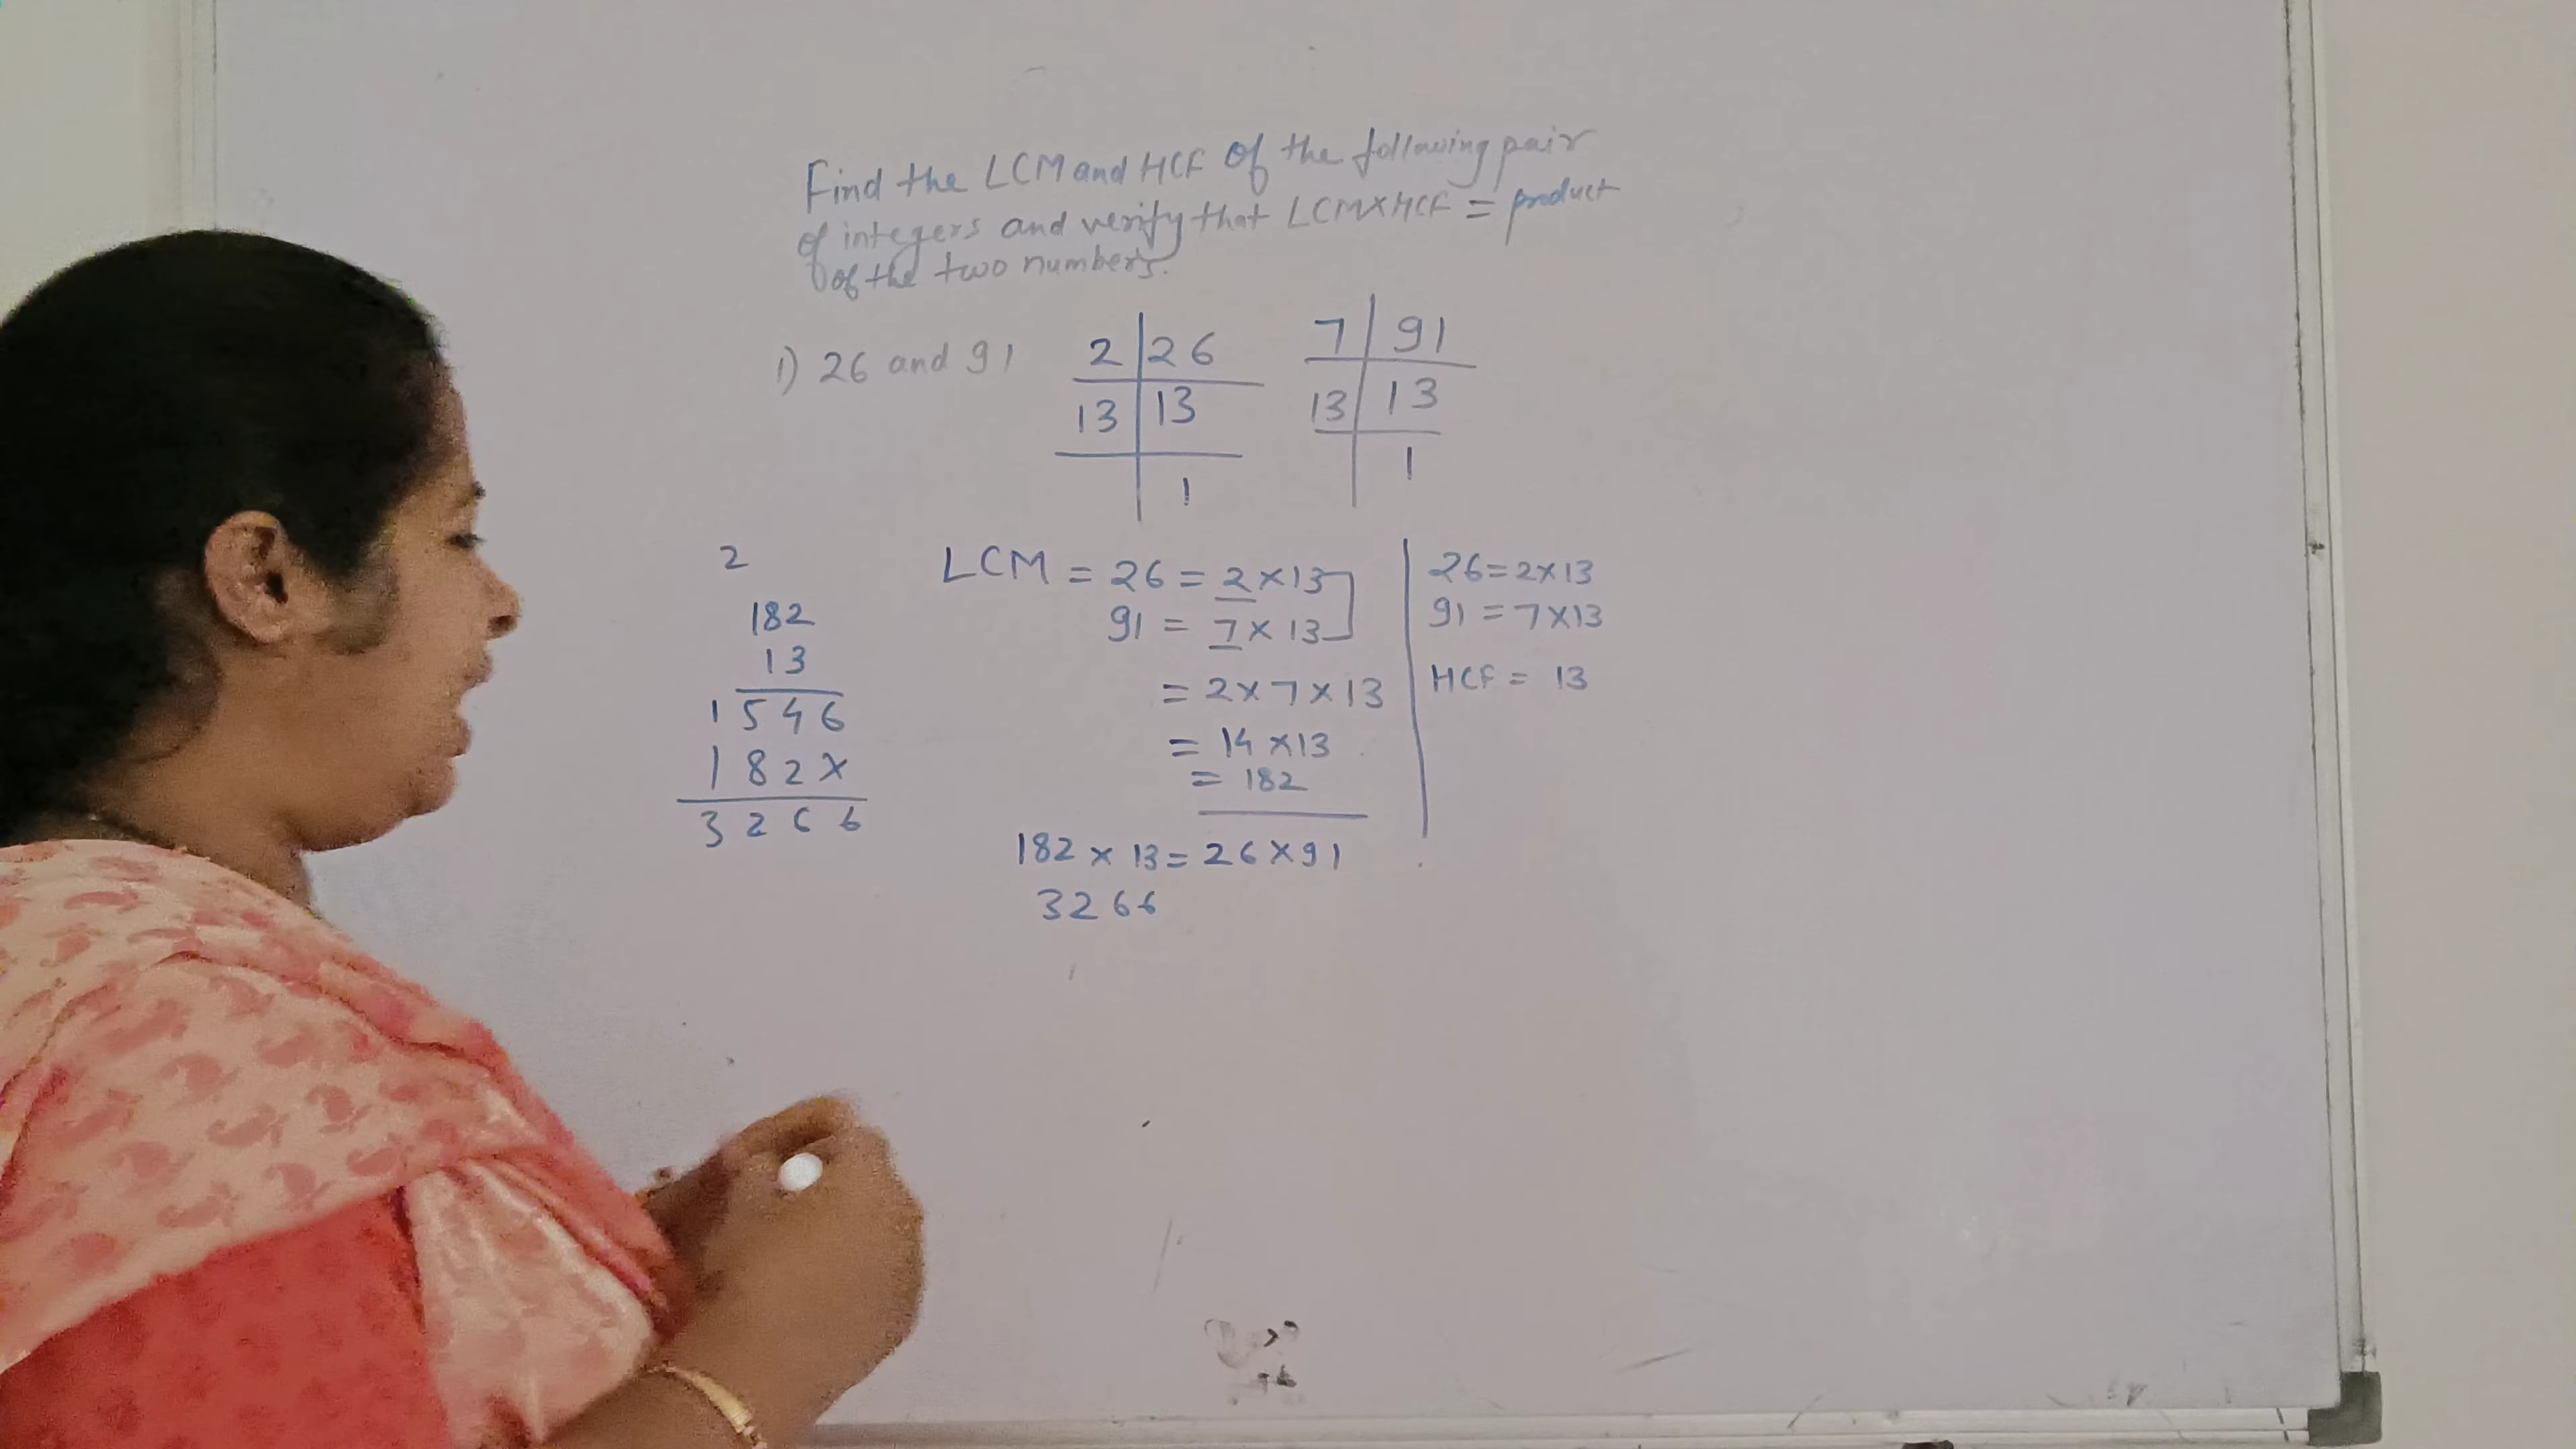 Find the LCM and HCF of the following pair
of integers and verify that LCM×HCF = product
of the two numbers.
1) 26 and 91
2 | 26
13 | 13
1
7 | 91
13 | 13
1
2
182
13
1546
182×
3266
LCM = 26 = 2×13
91 = 7×13
= 2×7×13
= 14×13
= 182
26=2×13
91=7×13
HCF = 13
182×13=26×91
3266